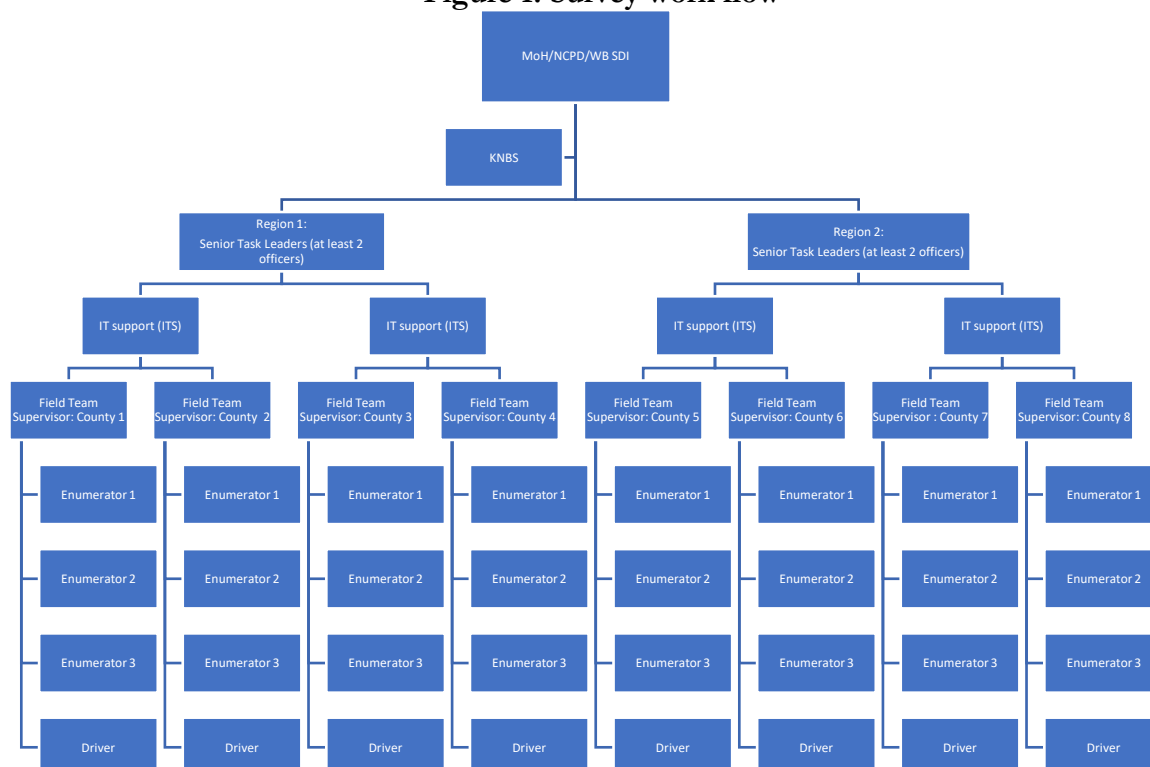 Figure 1. Survey work flow
MoH/NCPD/WB SDI
KNBS
Region 1:
Senior Task Leaders (at least 2
officers)
Region 2:
Senior Task Leaders (at least 2 officers)
IT support (ITS)
IT support (ITS)
IT support (ITS)
IT support (ITS)
Field Team
Supervisor: County 1
Field Team
Supervisor: County 2
Field Team
Supervisor: County 3
Field Team
Supervisor: County 4
Field Team
Supervisor: County 5
Field Team
Supervisor: County 6
Field Team
Supervisor : County 7
Field Team
Supervisor: County 8
Enumerator 1
Enumerator 1
Enumerator 1
Enumerator 1
Enumerator 1
Enumerator 1
Enumerator 1
Enumerator 1
Enumerator 2
Enumerator 2
Enumerator 2
Enumerator 2
Enumerator 2
Enumerator 2
Enumerator 2
Enumerator 2
Enumerator 3
Enumerator 3
Enumerator 3
Enumerator 3
Enumerator 3
Enumerator 3
Enumerator 3
Enumerator 3
Driver
Driver
Driver
Driver
Driver
Driver
Driver
Driver